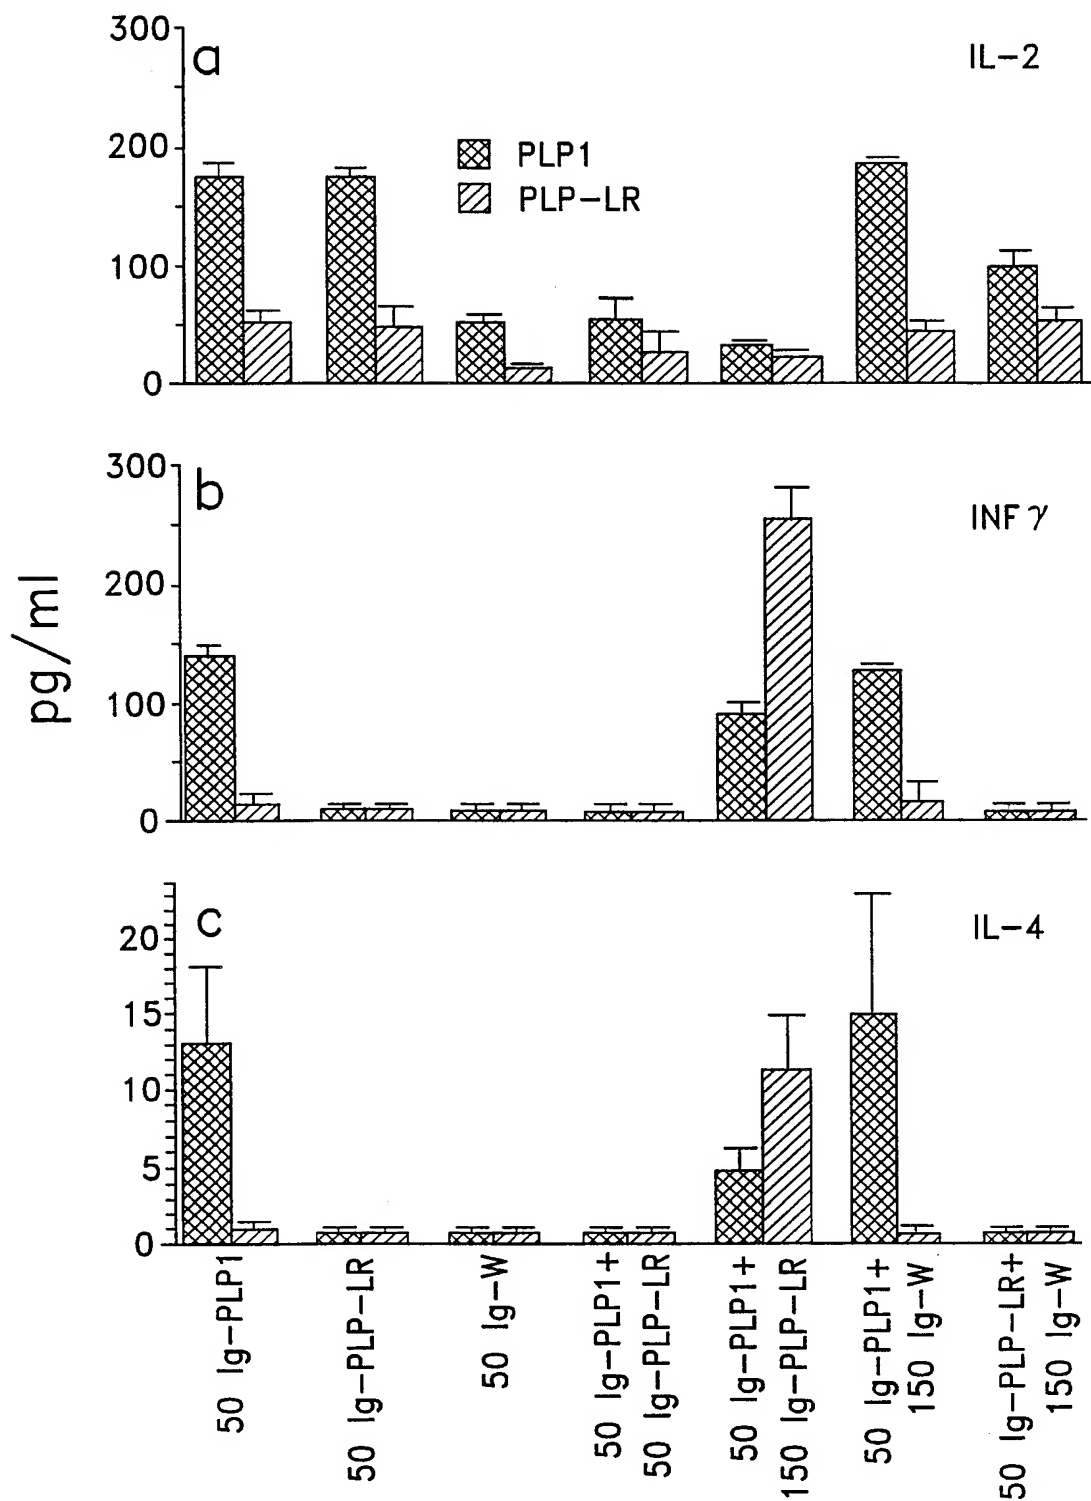 300
a
IL-2
200
PLP1
PLP-LR
100
0
300
b
INF γ
200
pg/ml
100
0
c
IL-4
20
15
10
5
0
50 Ig-PLP1
50 Ig-PLP-LR
50 Ig-W
50 Ig-PLP1+
50 Ig-PLP-LR
50 Ig-PLP1+
150 Ig-PLP-LR
50 Ig-PLP1+
150 Ig-W
50 Ig-PLP-LR+
150 Ig-W